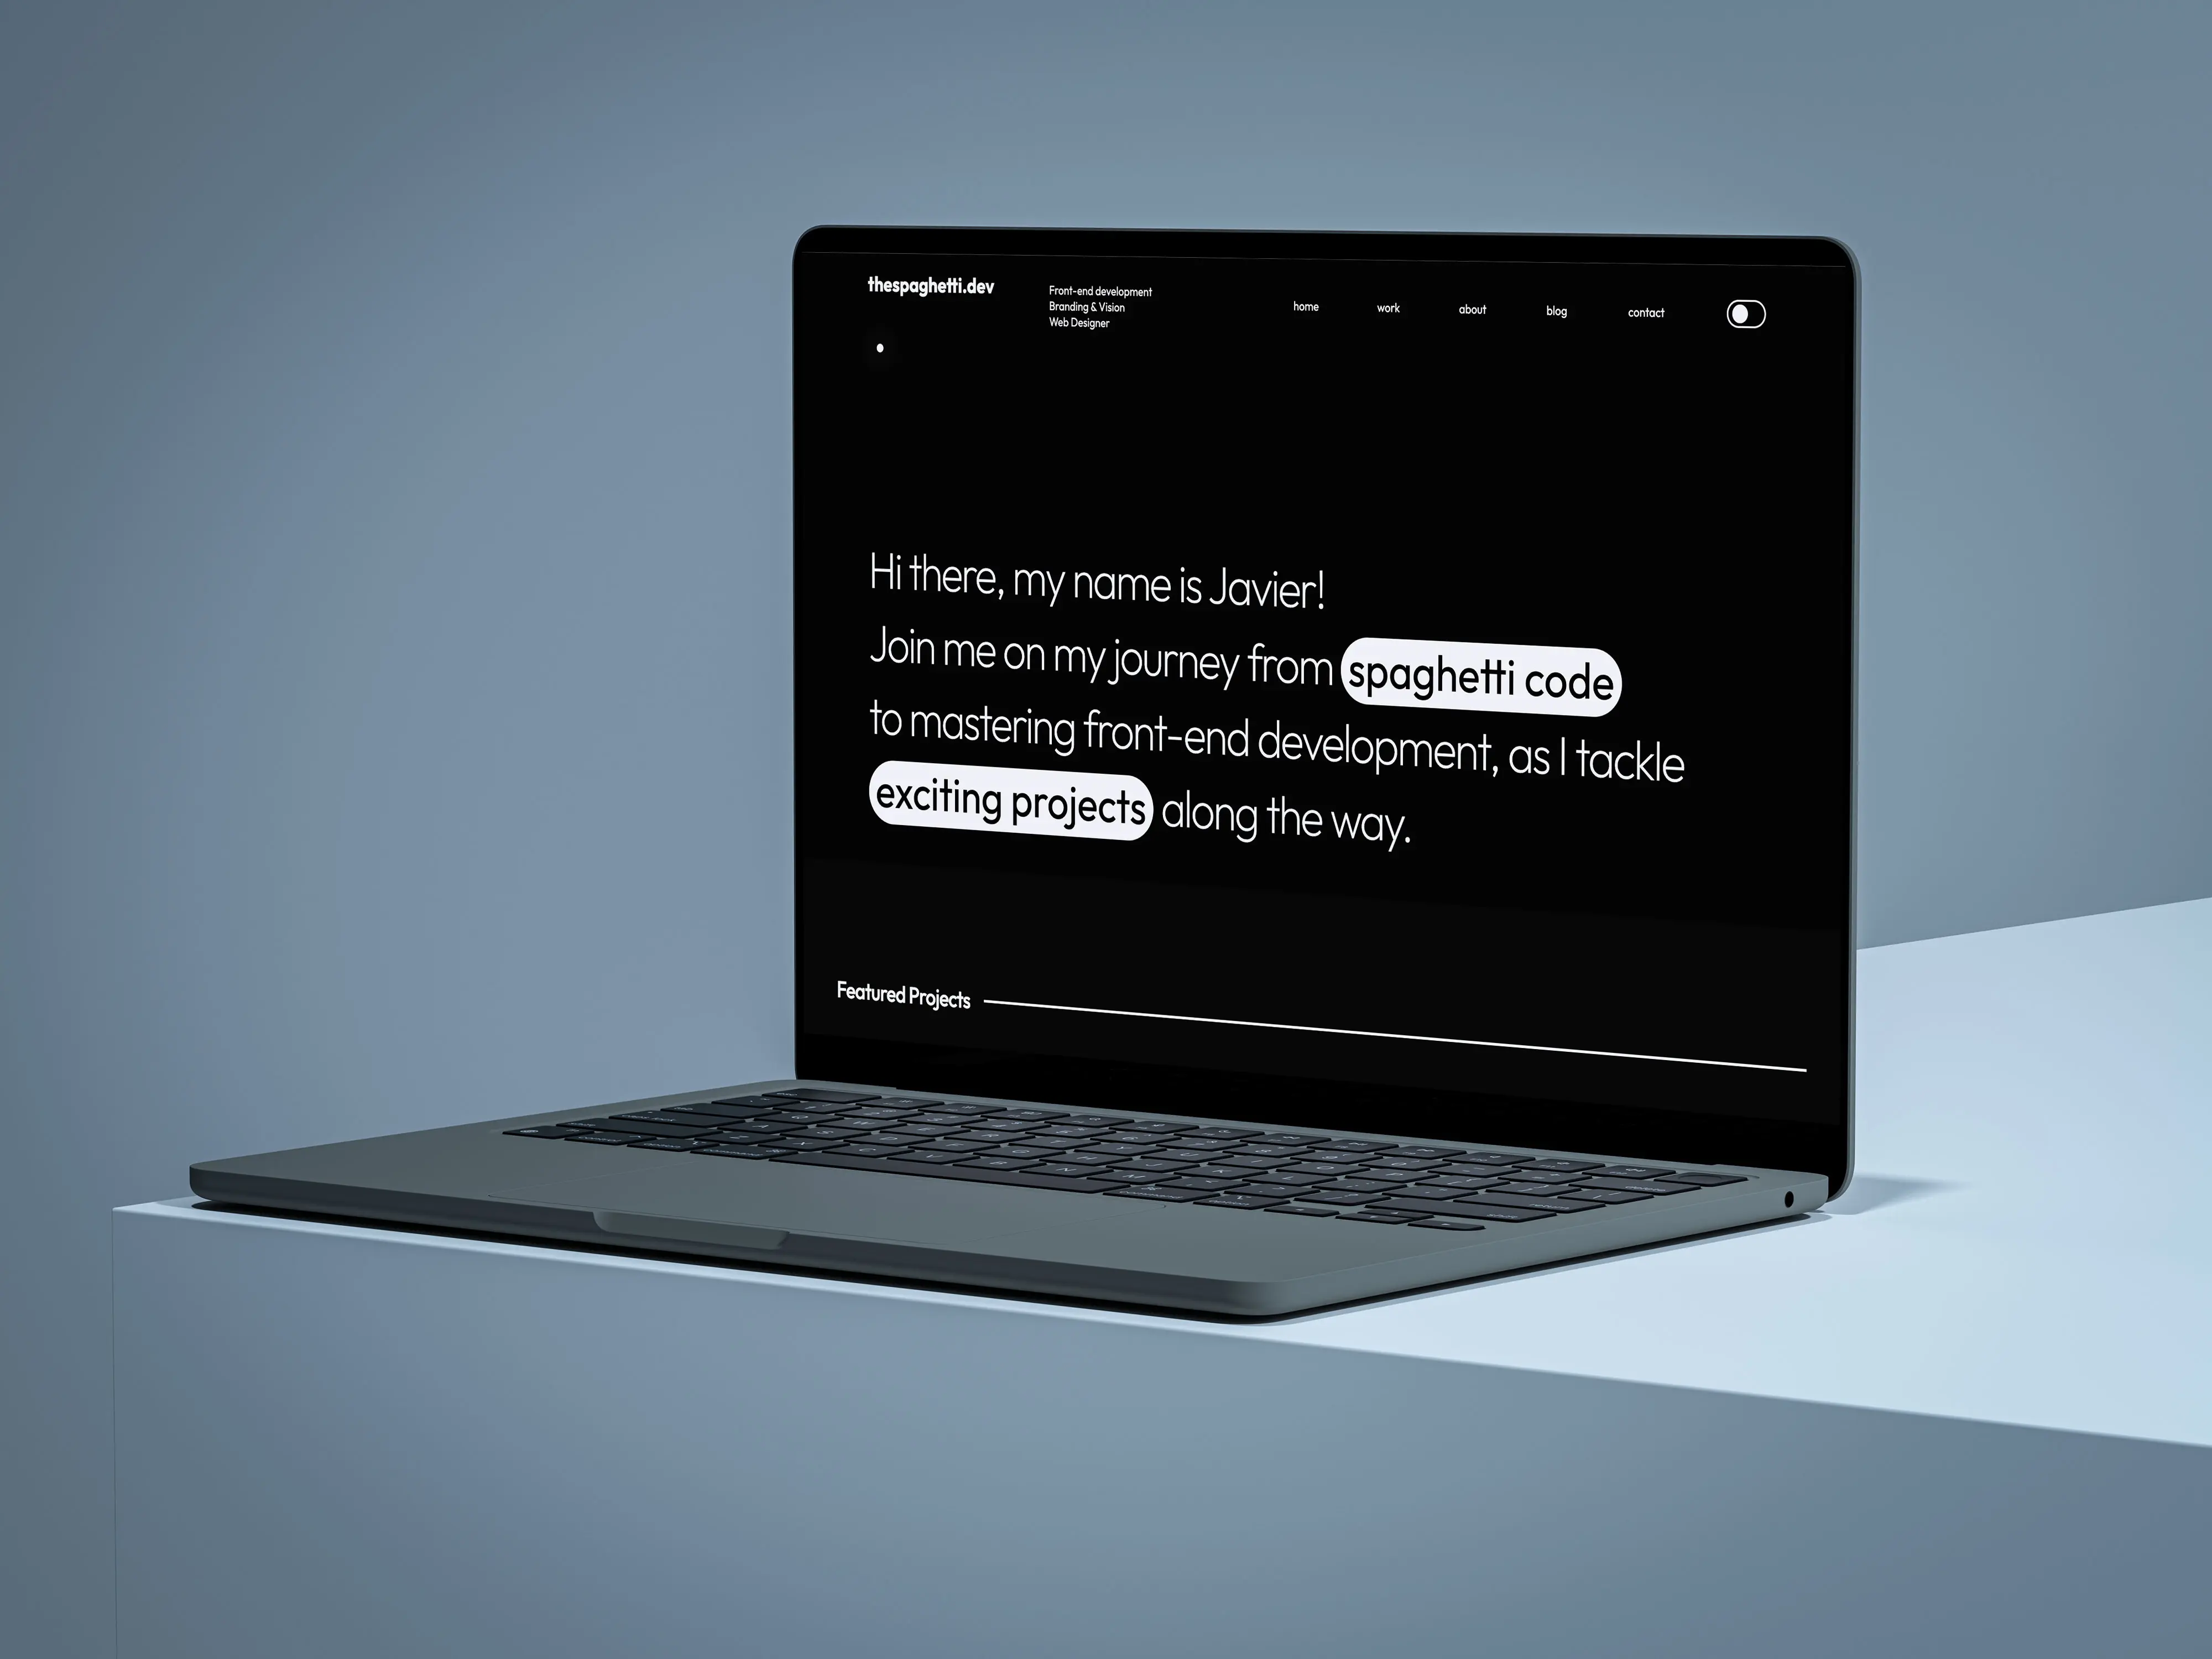 thespaghetti.dev
Front-end development
Branding & Vision
Web Designer
home
work
about
blog
contact
Hi there, my name is Javier!
Join me on my journey from spaghetti code
to mastering front-end development, as I tackle
exciting projects along the way.
Featured Projects